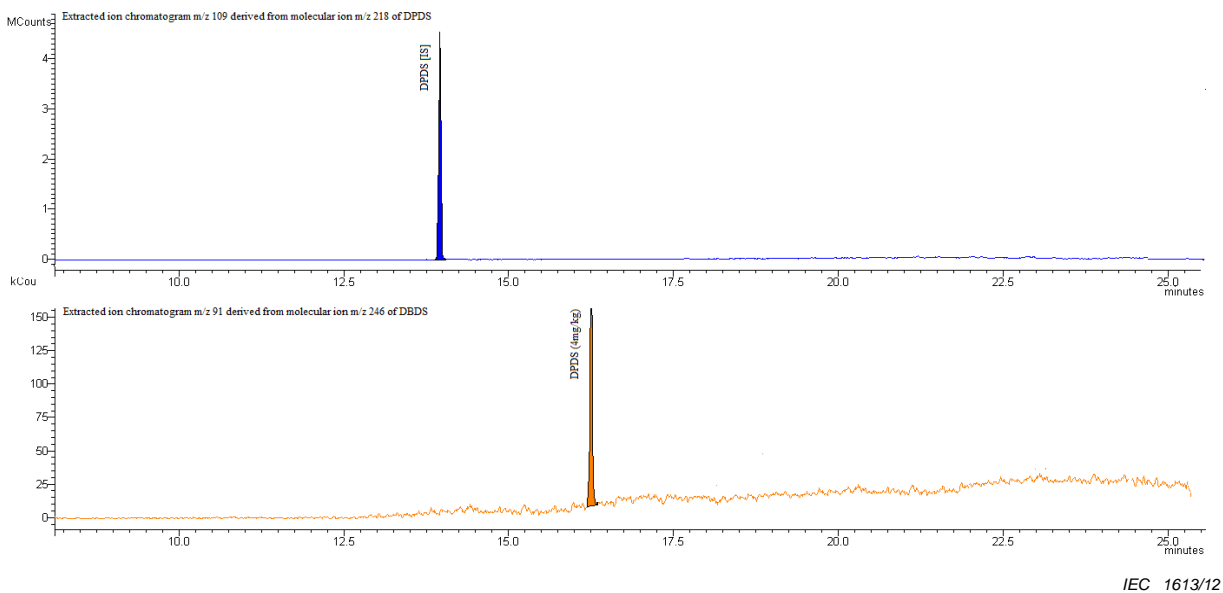 MCounts
Extracted ion chromatogram m/z 109 derived from molecular ion m/z 218 of DPDS
DPDS [IS]
4
3
2
1
0
10.0 12.5 15.0 17.5 20.0 22.5 25.0
minutes
kCou
Extracted ion chromatogram m/z 91 derived from molecular ion m/z 246 of DBDS
DPDS (4mg/kg)
150
125
100
75
50
25
0
10.0 12.5 15.0 17.5 20.0 22.5 25.0
minutes
IEC 1613/12